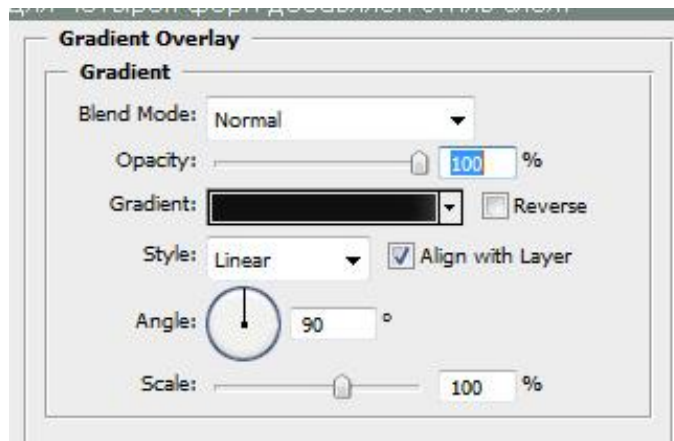 Gradient Overlay
Gradient
Blend Mode: Normal
Opacity: 100 %
Gradient: Reverse
Style: Linear Align with Layer
Angle: 90 °
Scale: 100 %